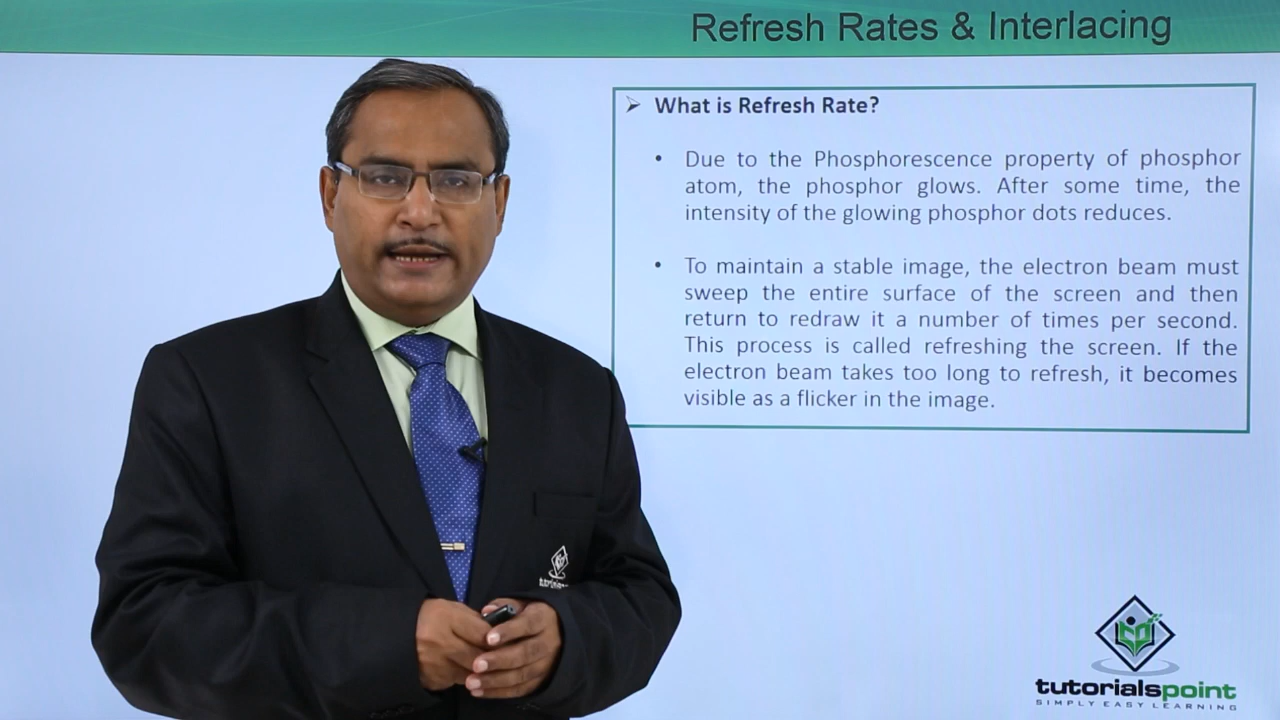 Refresh Rates & Interlacing
➢ What is Refresh Rate?
• Due to the Phosphorescence property of phosphor
atom, the phosphor glows. After some time, the
intensity of the glowing phosphor dots reduces.
• To maintain a stable image, the electron beam must
sweep the entire surface of the screen and then
return to redraw it a number of times per second.
This process is called refreshing the screen. If the
electron beam takes too long to refresh, it becomes
visible as a flicker in the image.
tutorialspoint
SIMPLY EASY LEARNING